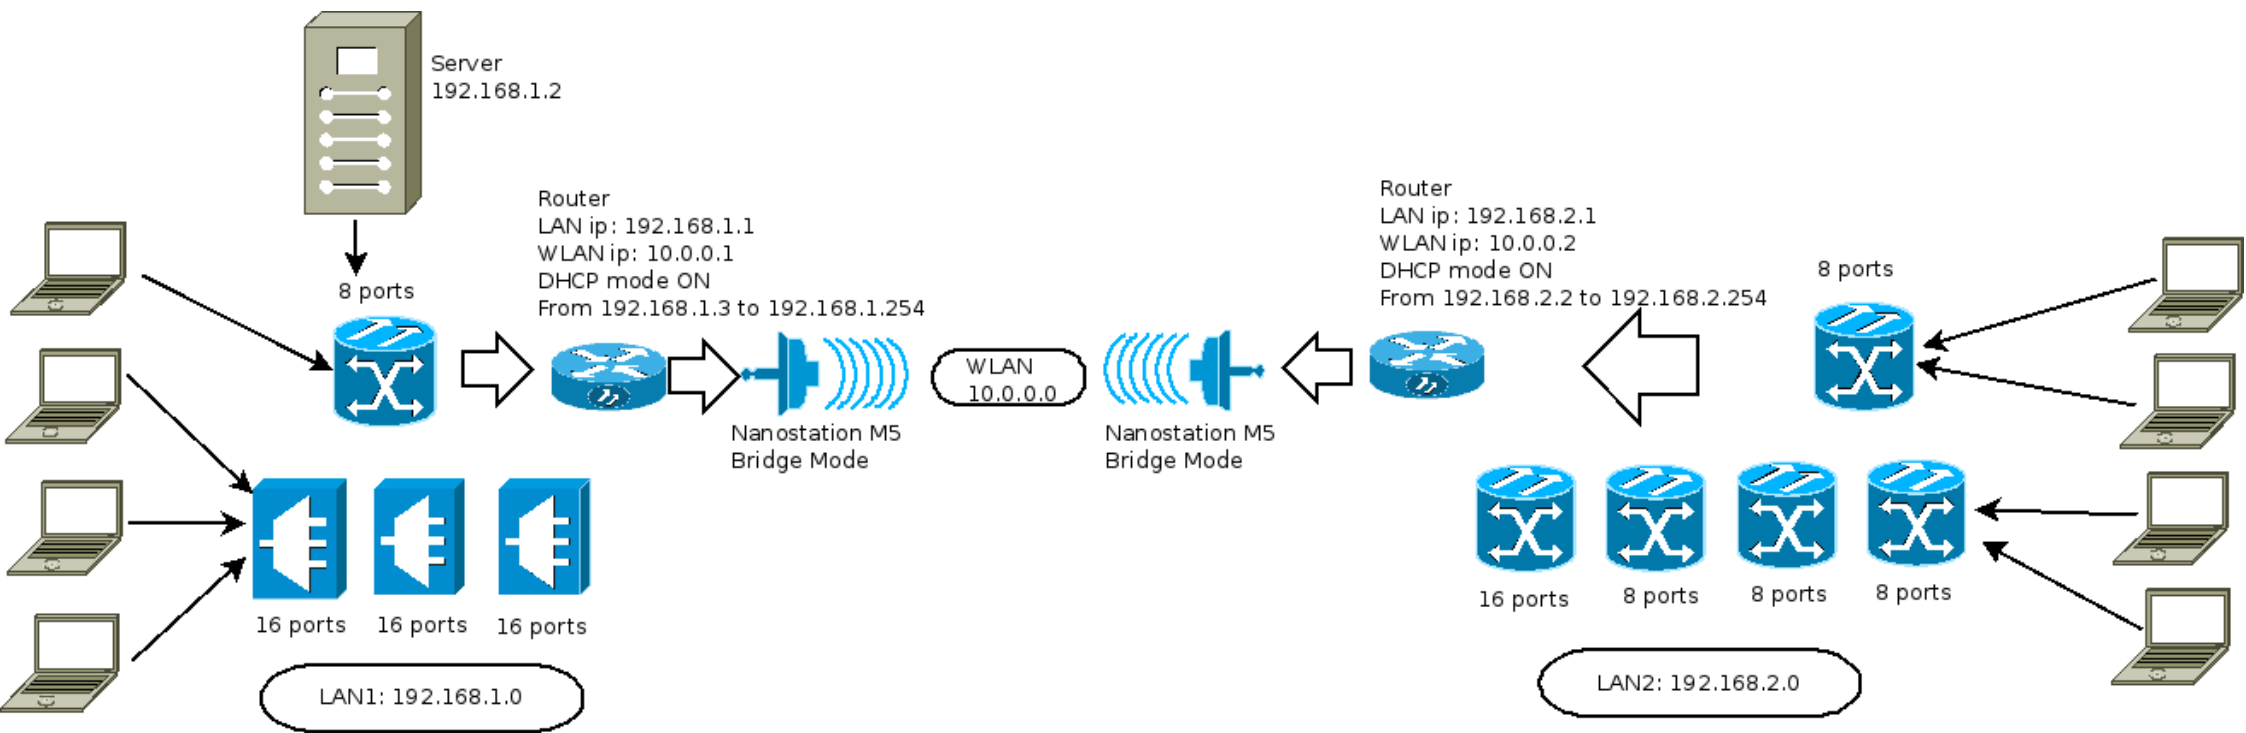 Server
192.168.1.2
8 ports
Router
LAN ip: 192.168.1.1
WLAN ip: 10.0.0.1
DHCP mode ON
From 192.168.1.3 to 192.168.1.254
Nanostation M5
Bridge Mode
WLAN
10.0.0.0
Nanostation M5
Bridge Mode
Router
LAN ip: 192.168.2.1
WLAN ip: 10.0.0.2
DHCP mode ON
From 192.168.2.2 to 192.168.2.254
8 ports
16 ports
16 ports
16 ports
LAN1: 192.168.1.0
16 ports
8 ports
8 ports
8 ports
LAN2: 192.168.2.0